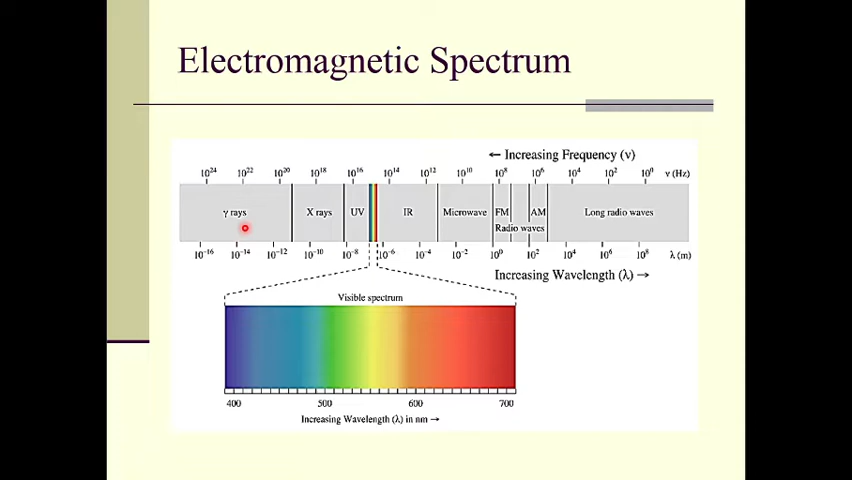 Electromagnetic Spectrum
← Increasing Frequency (ν)
10²⁴ 10²² 10²⁰ 10¹⁸ 10¹⁶ 10¹⁴ 10¹² 10¹⁰ 10⁸ 10⁶ 10⁴ 10² 10⁰ ν (Hz)
γ rays X rays UV IR Microwave FM AM Long radio waves
Radio waves
10⁻¹⁶ 10⁻¹⁴ 10⁻¹² 10⁻¹⁰ 10⁻⁸ 10⁻⁶ 10⁻⁴ 10⁻² 10⁰ 10² 10⁴ 10⁶ 10⁸ λ (m)
Increasing Wavelength (λ) →
Visible spectrum
400 500 600 700
Increasing Wavelength (λ) in nm →